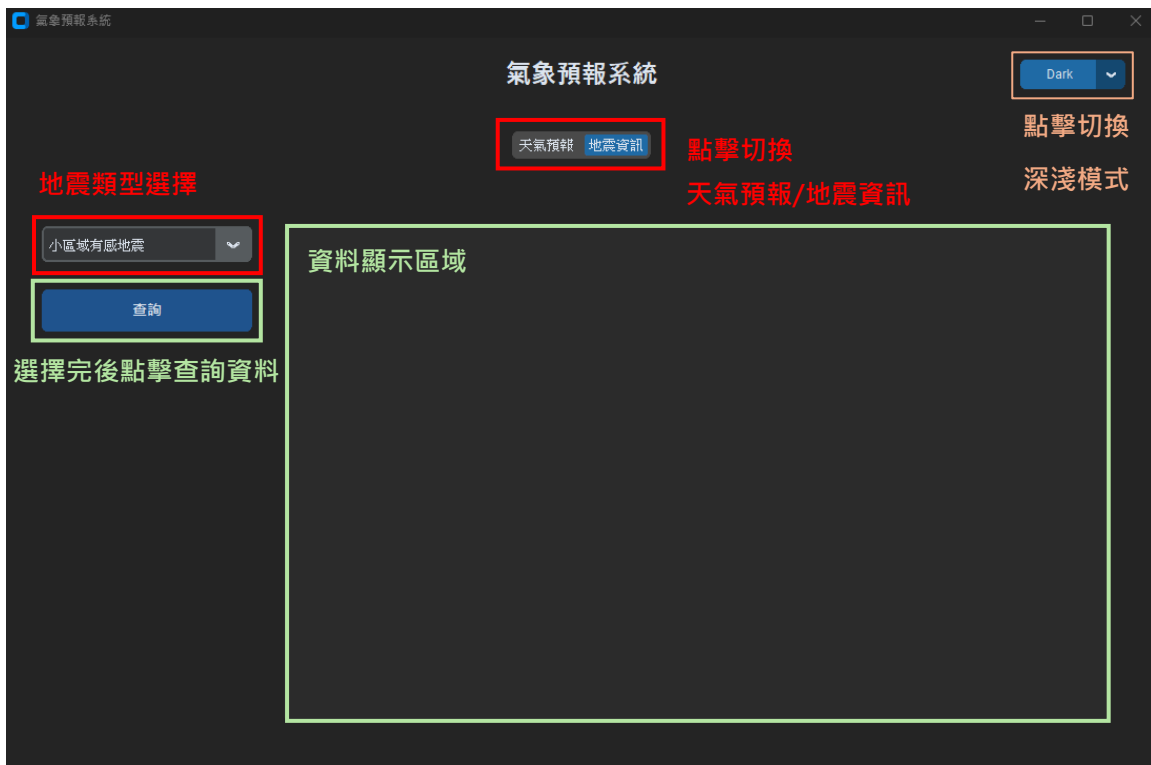 氣象預報系統
氣象預報系統
Dark
點擊切換
深淺模式
天氣預報 地震資訊
點擊切換
天氣預報/地震資訊
地震類型選擇
小區域有感地震
查詢
選擇完後點擊查詢資料
資料顯示區域